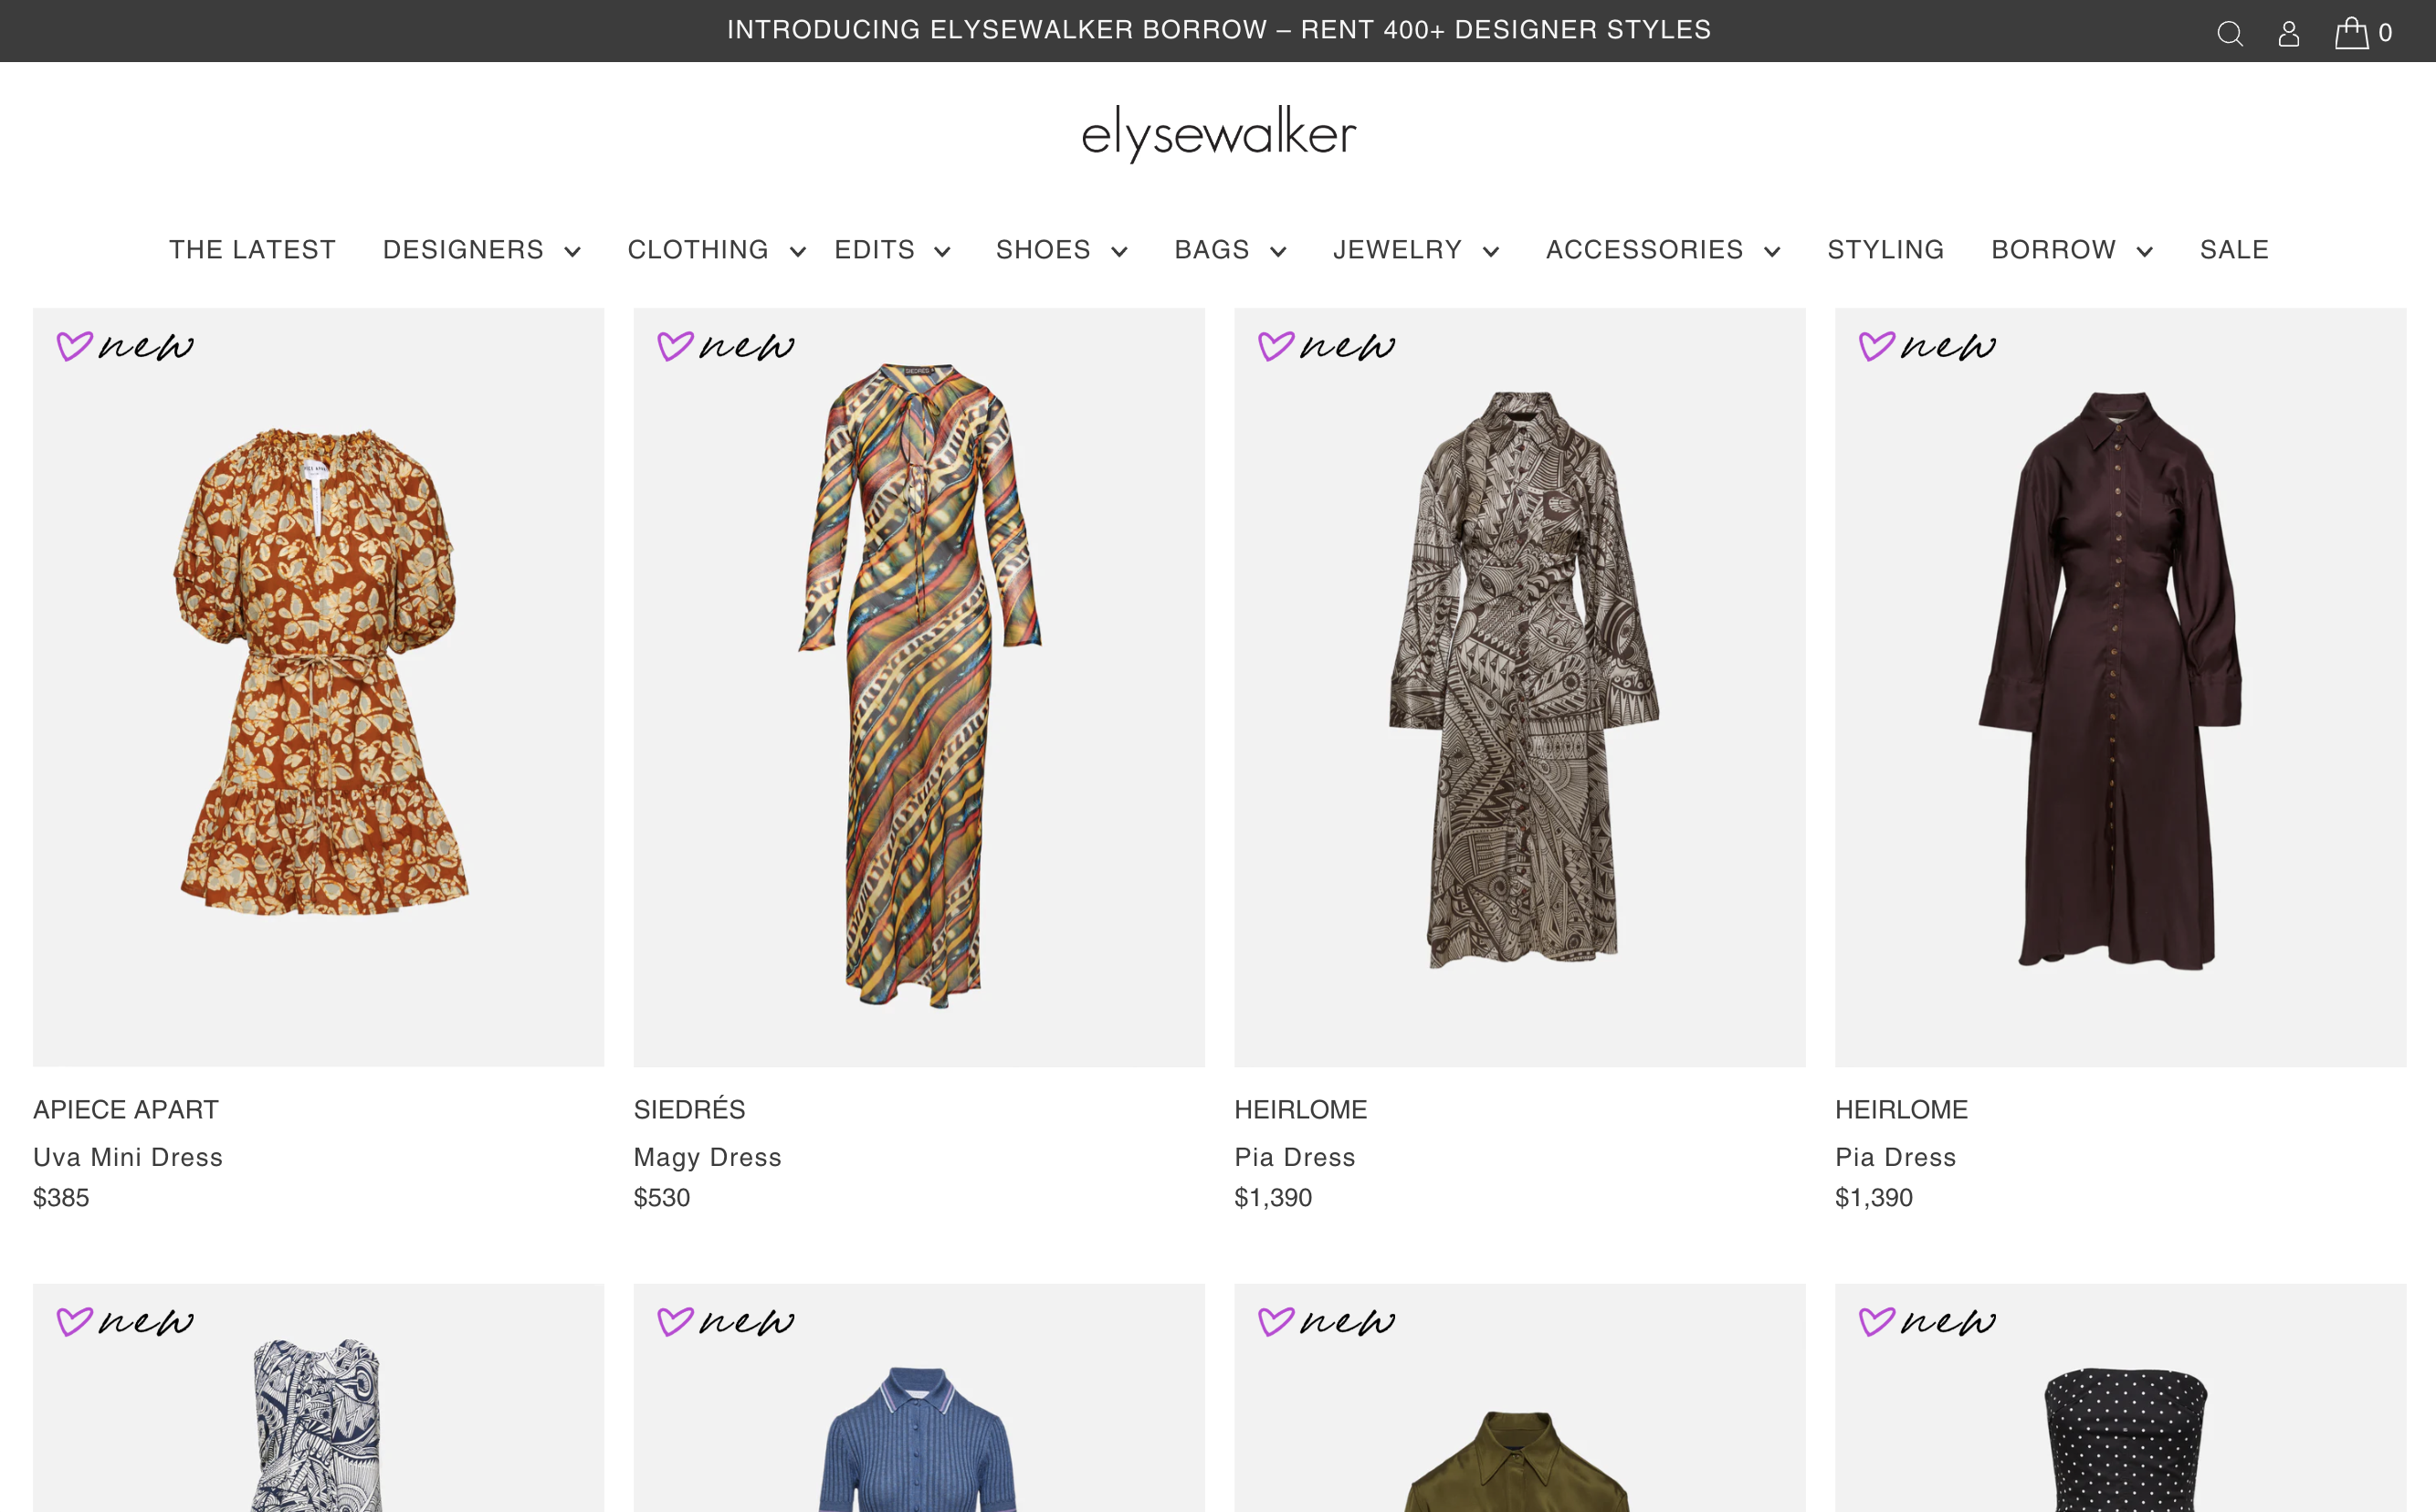 INTRODUCING ELYSEWALKER BORROW – RENT 400+ DESIGNER STYLES
0
elysewalker
THE LATEST DESIGNERS CLOTHING EDITS SHOES BAGS JEWELRY ACCESSORIES STYLING BORROW SALE
new new new new
SIEDRÉS
APIECE APART SIEDRÉS HEIRLOME HEIRLOME
Uva Mini Dress Magy Dress Pia Dress Pia Dress
$385 $530 $1,390 $1,390
new new new new